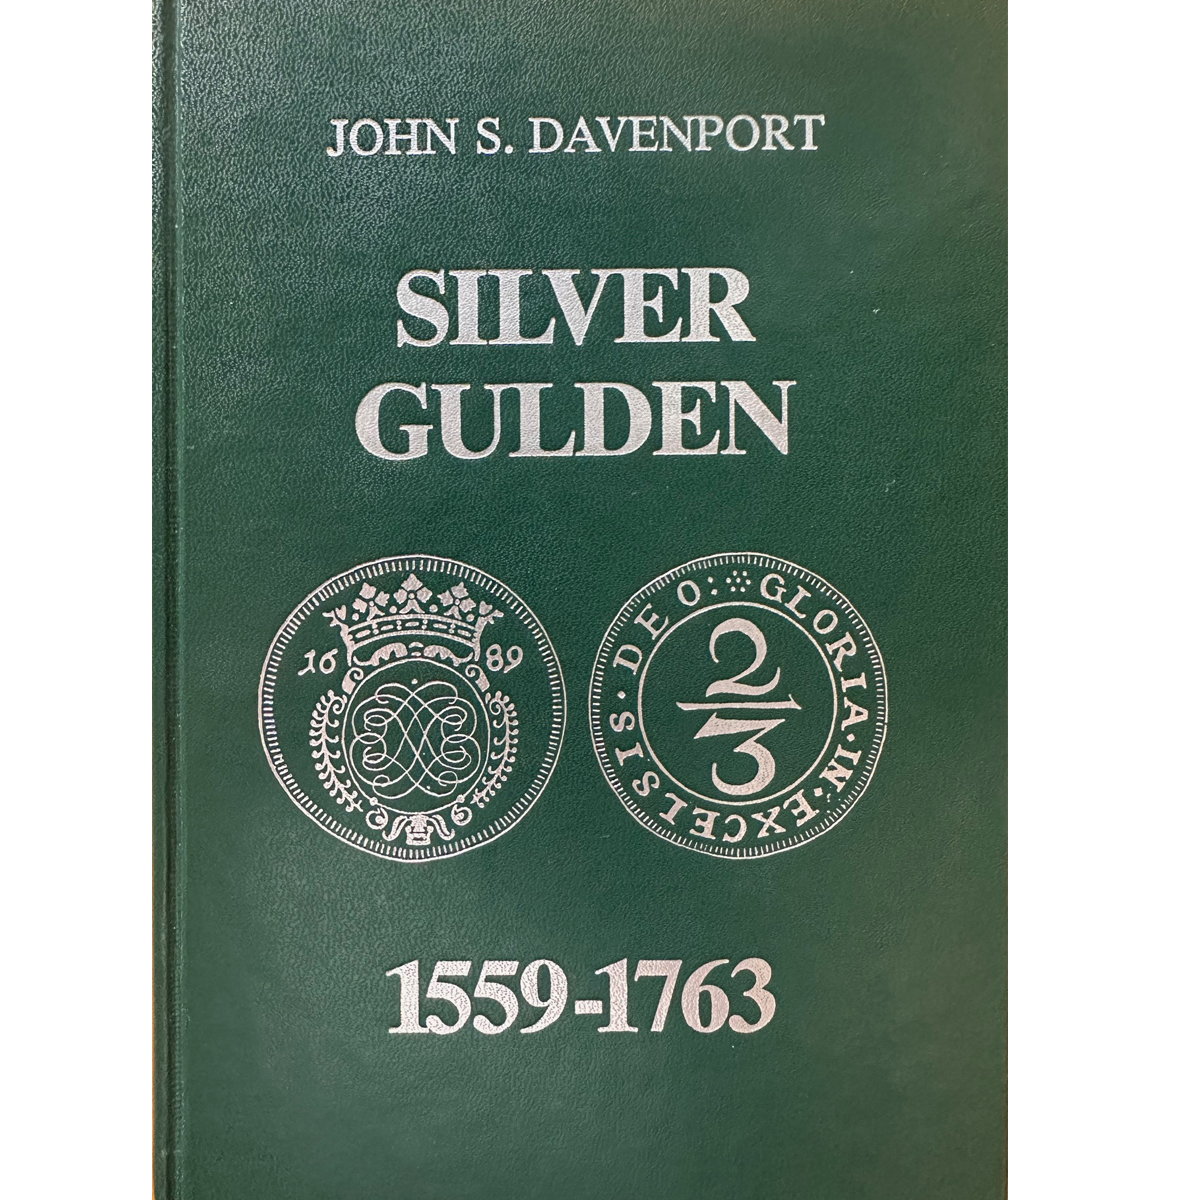 JOHN S. DAVENPORT
SILVER
GULDEN
16 89
GLORIA·IN·EXCELSIS·DEO:
2/3
1559-1763